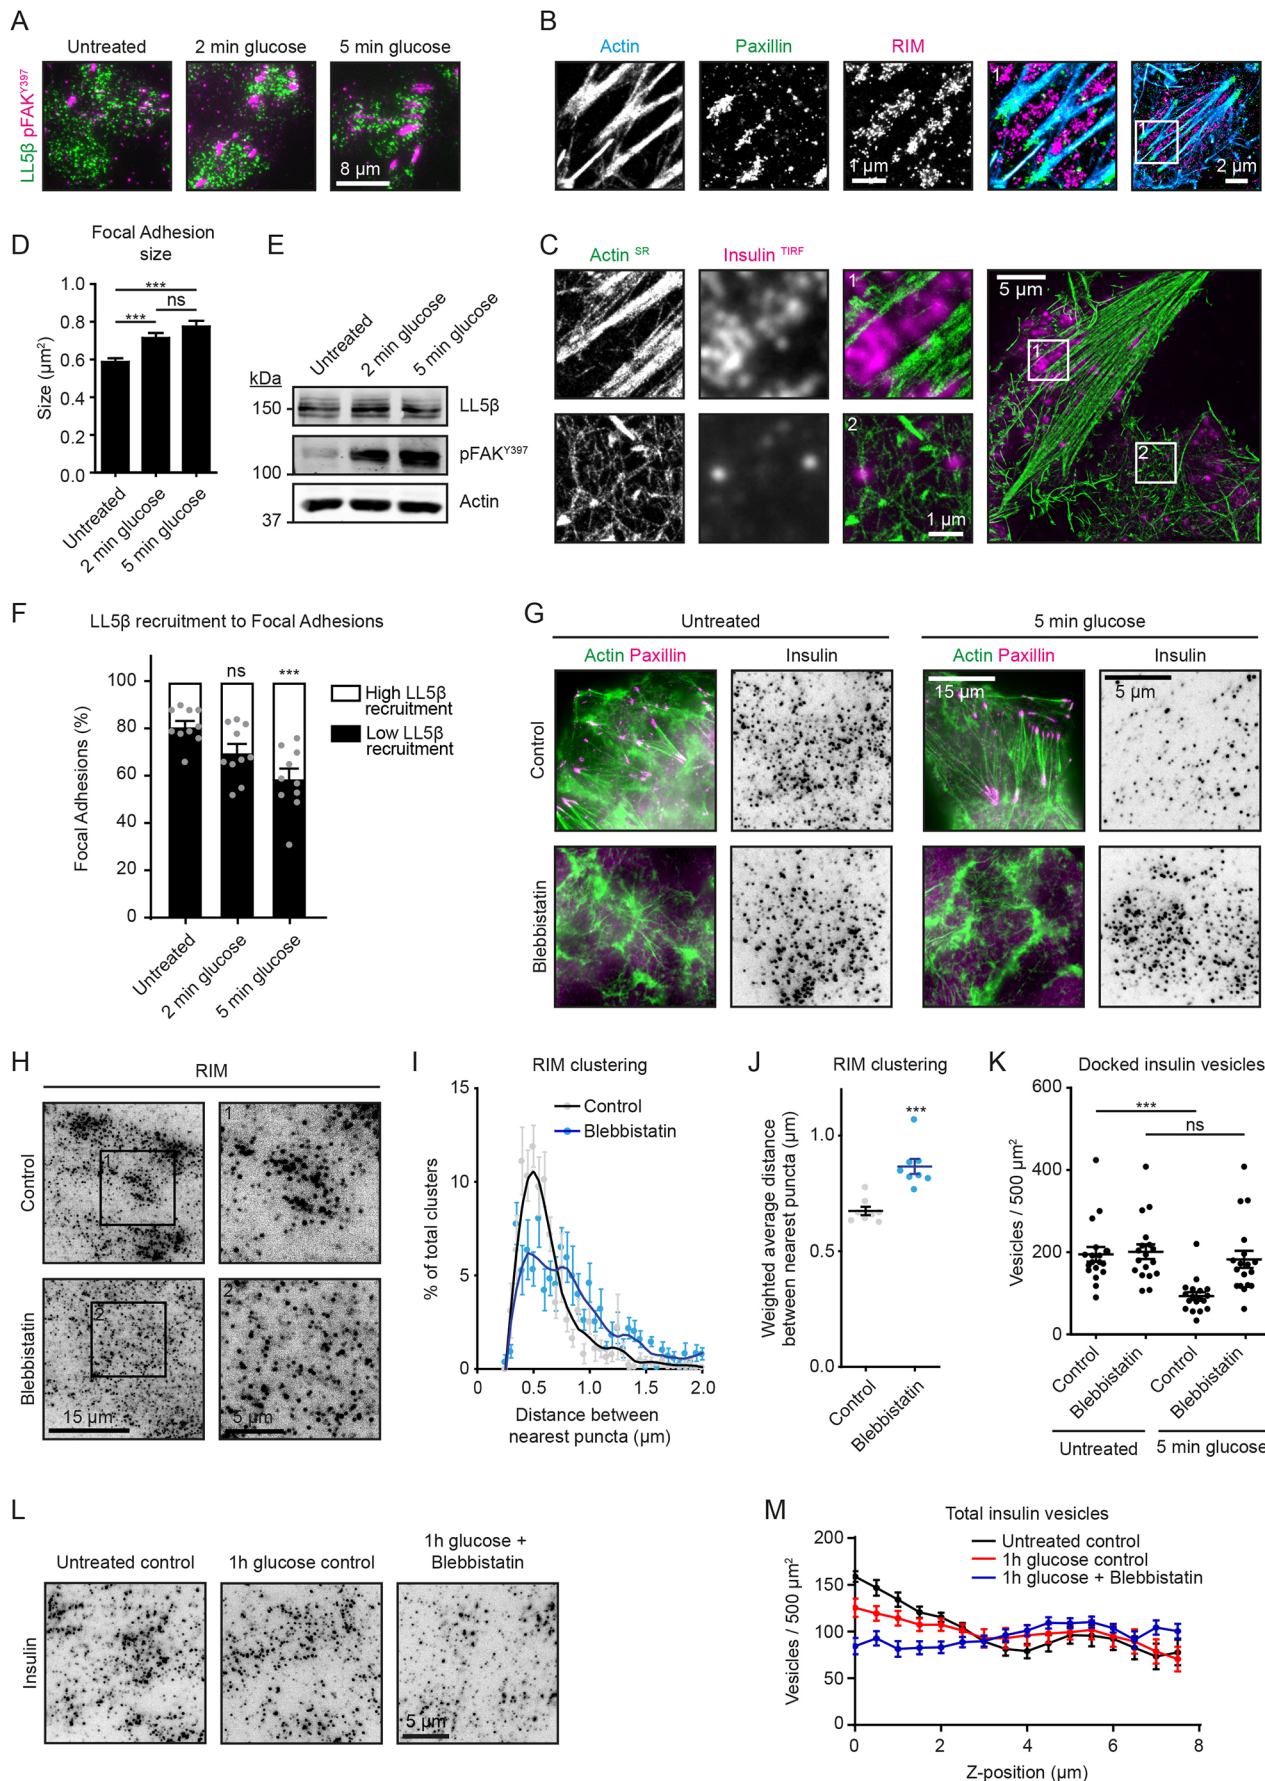 A
Untreated
2 min glucose
5 min glucose
LL5β pFAKY397
8 µm
B
Actin
Paxillin
RIM
1 µm
1
1
2 µm
C
Actin SR
Insulin TIRF
1
2
1 µm
5 µm
1
2
D
Focal Adhesion
size
Size (µm2)
1.0
0.8
0.6
0.4
0.2
0.0
***
ns
***
Untreated
2 min glucose
5 min glucose
E
Untreated
2 min glucose
5 min glucose
kDa
150
LL5β
100
pFAKY397
37
Actin
F
LL5β recruitment to Focal Adhesions
Focal Adhesions (%)
100
80
60
40
20
0
ns
***
High LL5β
recruitment
Low LL5β
recruitment
Untreated
2 min glucose
5 min glucose
G
Untreated
5 min glucose
Actin Paxillin
Insulin
Actin Paxillin
Insulin
Control
15 µm
5 µm
Blebbistatin
H
RIM
Control
1
1
Blebbistatin
2
15 µm
2
5 µm
I
RIM clustering
% of total clusters
15
10
5
0
Control
Blebbistatin
0
0.5
1.0
1.5
2.0
Distance between
nearest puncta (µm)
J
RIM clustering
Weighted average distance
between nearest puncta (µm)
1.0
0.5
0.0
***
Control
Blebbistatin
K
Docked insulin vesicles
Vesicles / 500 µm2
600
400
200
0
***
ns
Control
Blebbistatin
Control
Blebbistatin
Untreated
5 min glucose
L
Untreated control
1h glucose control
1h glucose +
Blebbistatin
Insulin
5 µm
M
Total insulin vesicles
Vesicles / 500 µm2
200
150
100
50
0
Untreated control
1h glucose control
1h glucose + Blebbistatin
0
2
4
6
8
Z-position (µm)